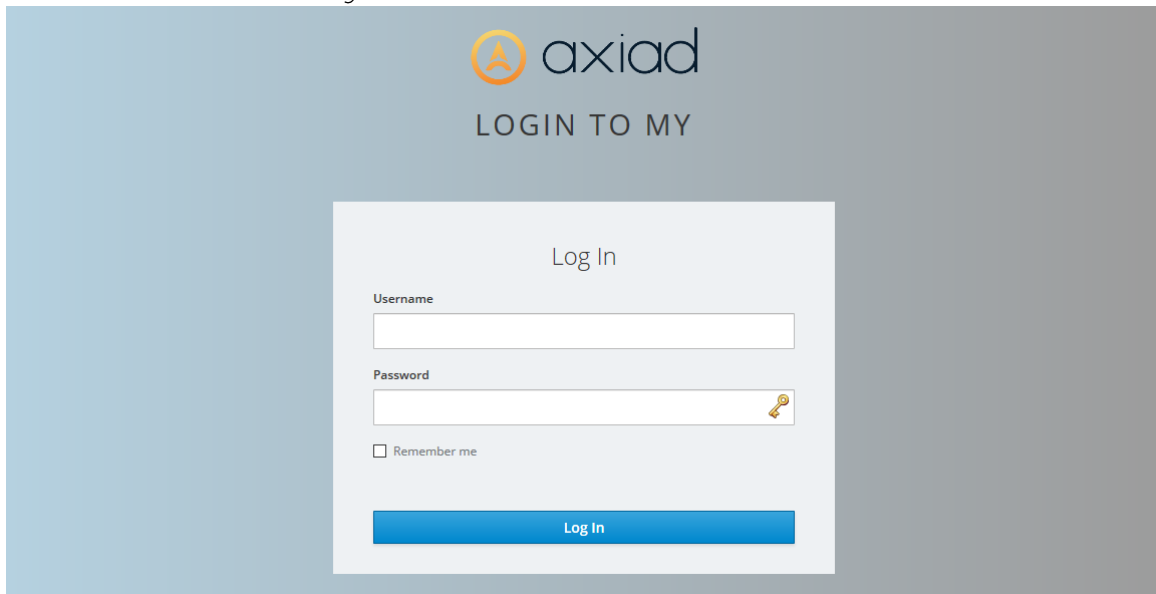 axiad
LOGIN TO MY
Log In
Username
Password
Remember me
Log In